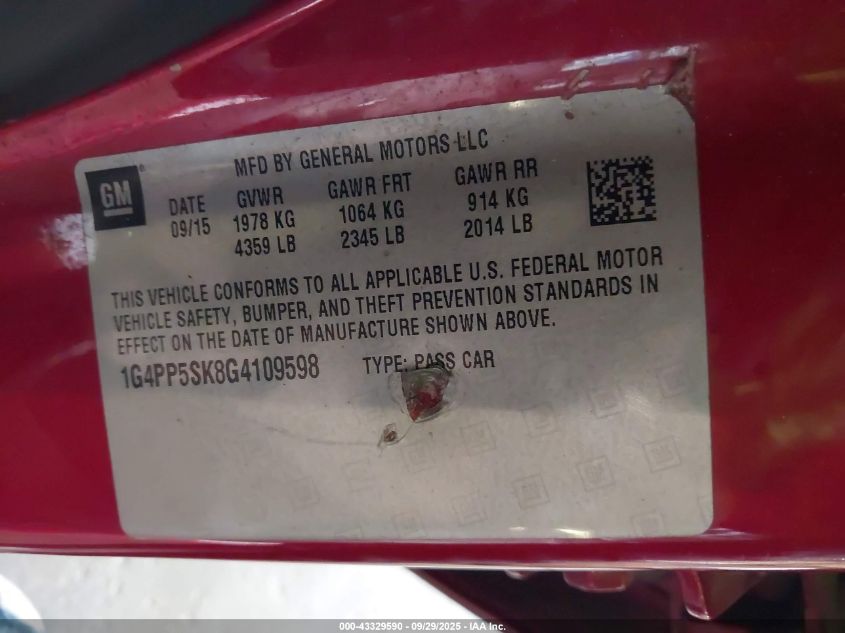 MFD BY GENERAL MOTORS LLC
GM
DATE GVWR GAWR FRT GAWR RR
09/15 1978 KG 1064 KG 914 KG
4359 LB 2345 LB 2014 LB
THIS VEHICLE CONFORMS TO ALL APPLICABLE U.S. FEDERAL MOTOR
VEHICLE SAFETY, BUMPER, AND THEFT PREVENTION STANDARDS IN
EFFECT ON THE DATE OF MANUFACTURE SHOWN ABOVE.
1G4PP5SK8G4109598 TYPE: PASS CAR
000-43329590 - 09/29/2025 - IAAI Inc.